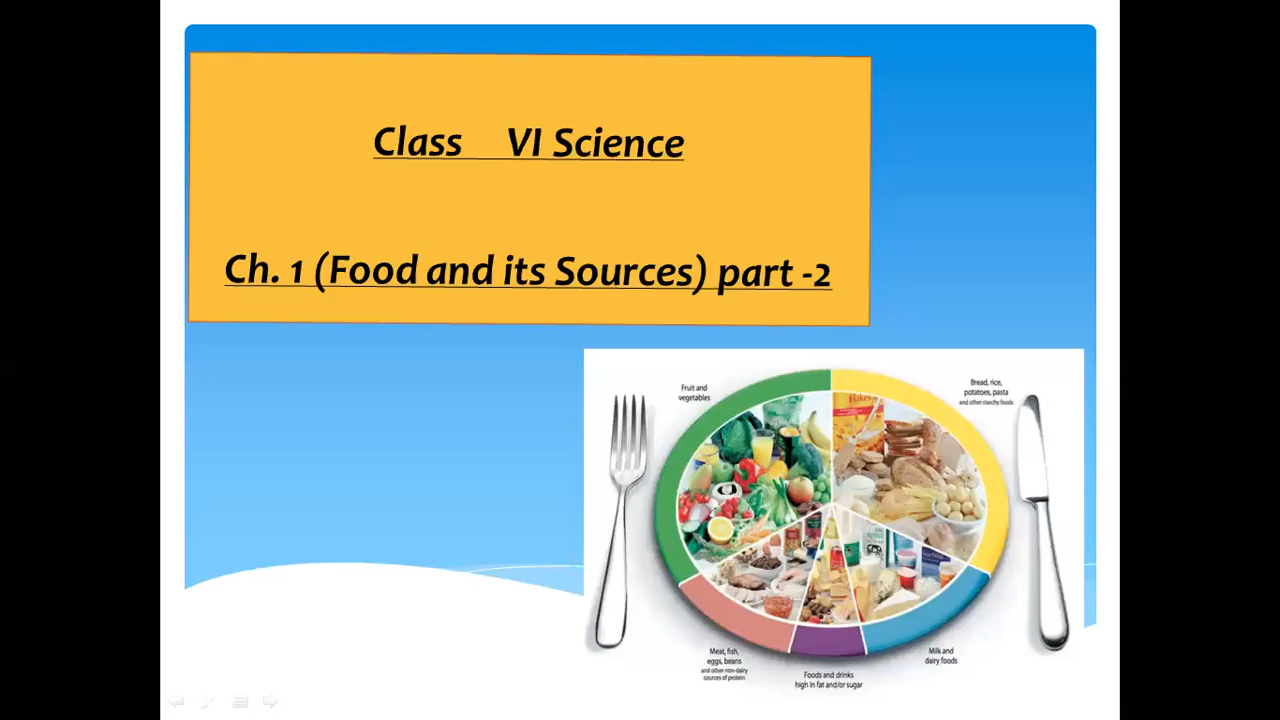 Class VI Science
Ch. 1 (Food and its Sources) part -2
Fruit and
vegetables
Bread, rice,
potatoes, pasta
and other starchy foods
Meat, fish,
eggs, beans
and other non-dairy
sources of protein
Foods and drinks
high in fat and/or sugar
Milk and
dairy foods